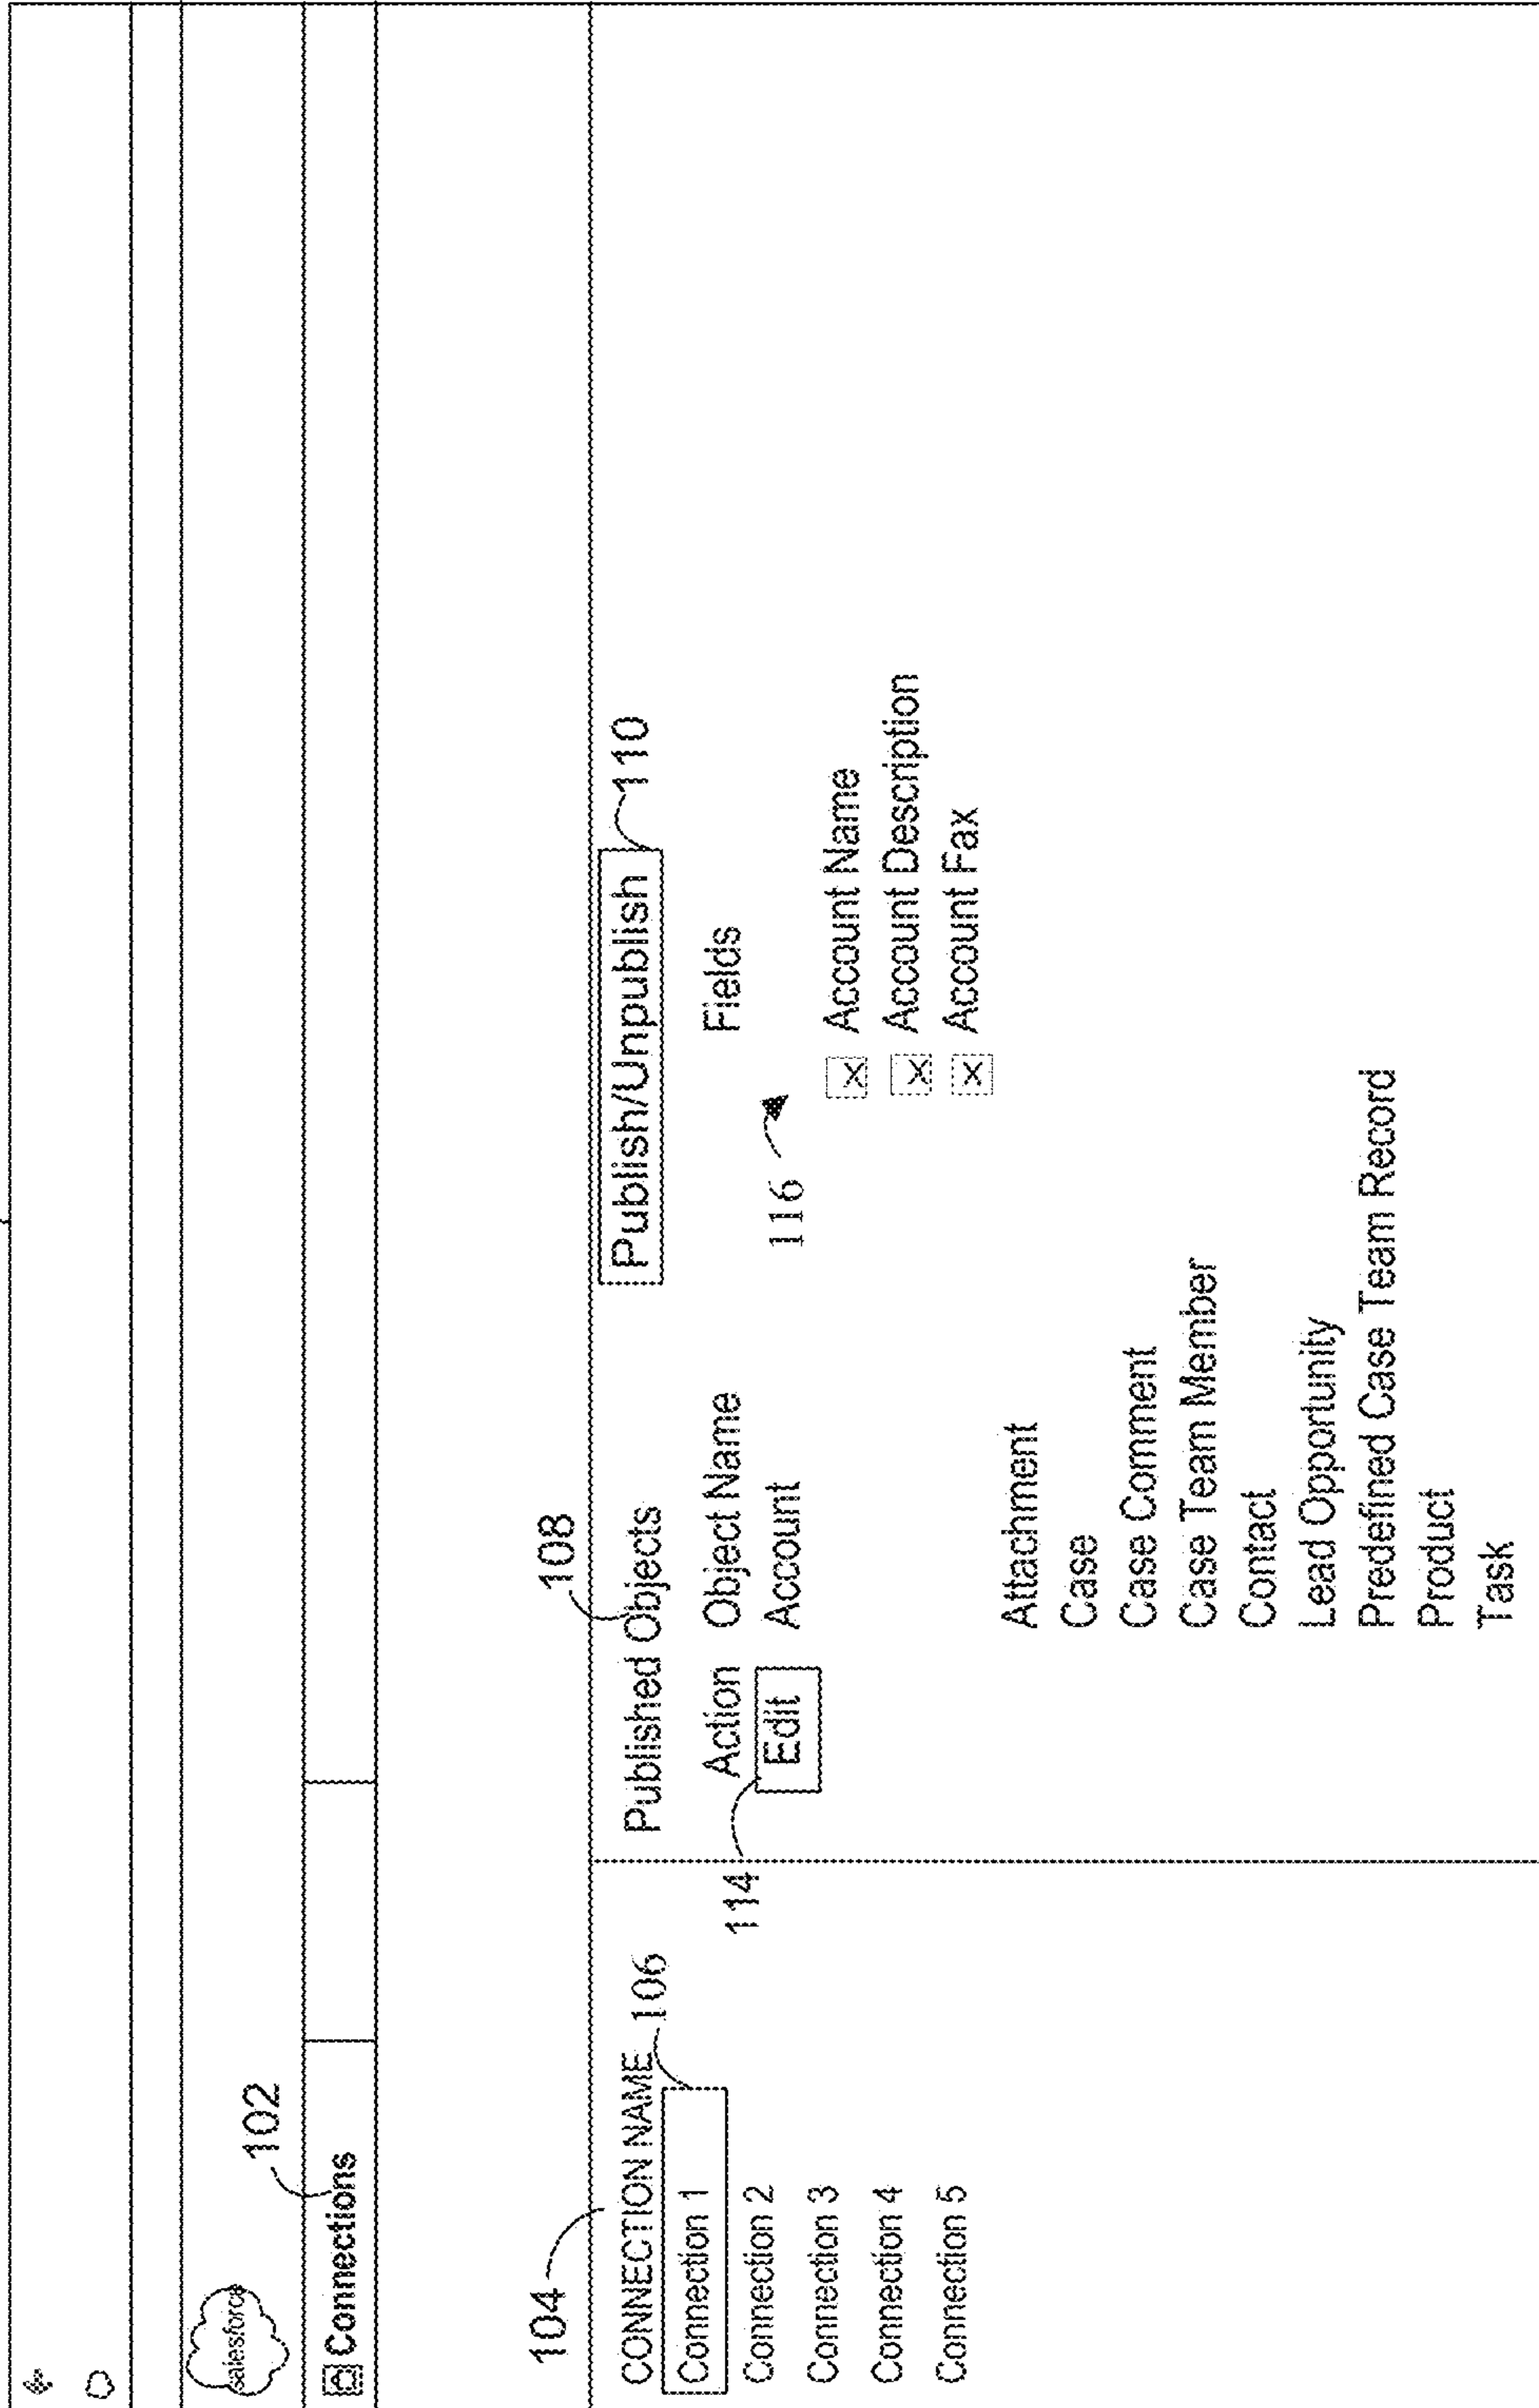 salesforce
102
Connections
104
CONNECTION NAME
106
Connection 1
Connection 2
Connection 3
Connection 4
Connection 5
108
Published Objects
Publish/Unpublish
110
Action Object Name Fields
114
Edit Account
116
X Account Name
X Account Description
X Account Fax
Attachment
Case
Case Comment
Case Team Member
Contact
Lead Opportunity
Predefined Case Team Record
Product
Task